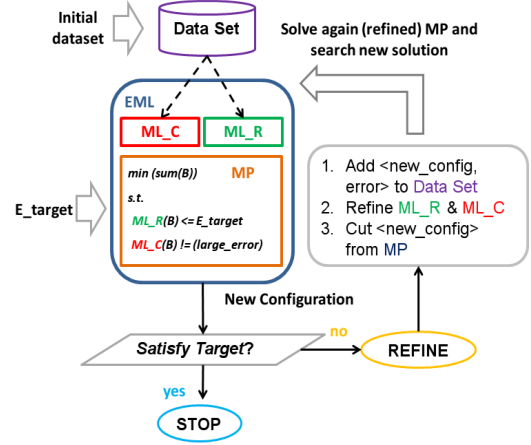 Initial
dataset
Data Set
Solve again (refined) MP and
search new solution
EML
ML_C
ML_R
min (sum(B))
MP
s.t.
ML_R(B) <= E_target
ML_C(B) != (large_error)
E_target
1. Add <new_config,
error> to Data Set
2. Refine ML_R & ML_C
3. Cut <new_config>
from MP
New Configuration
Satisfy Target?
no
REFINE
yes
STOP